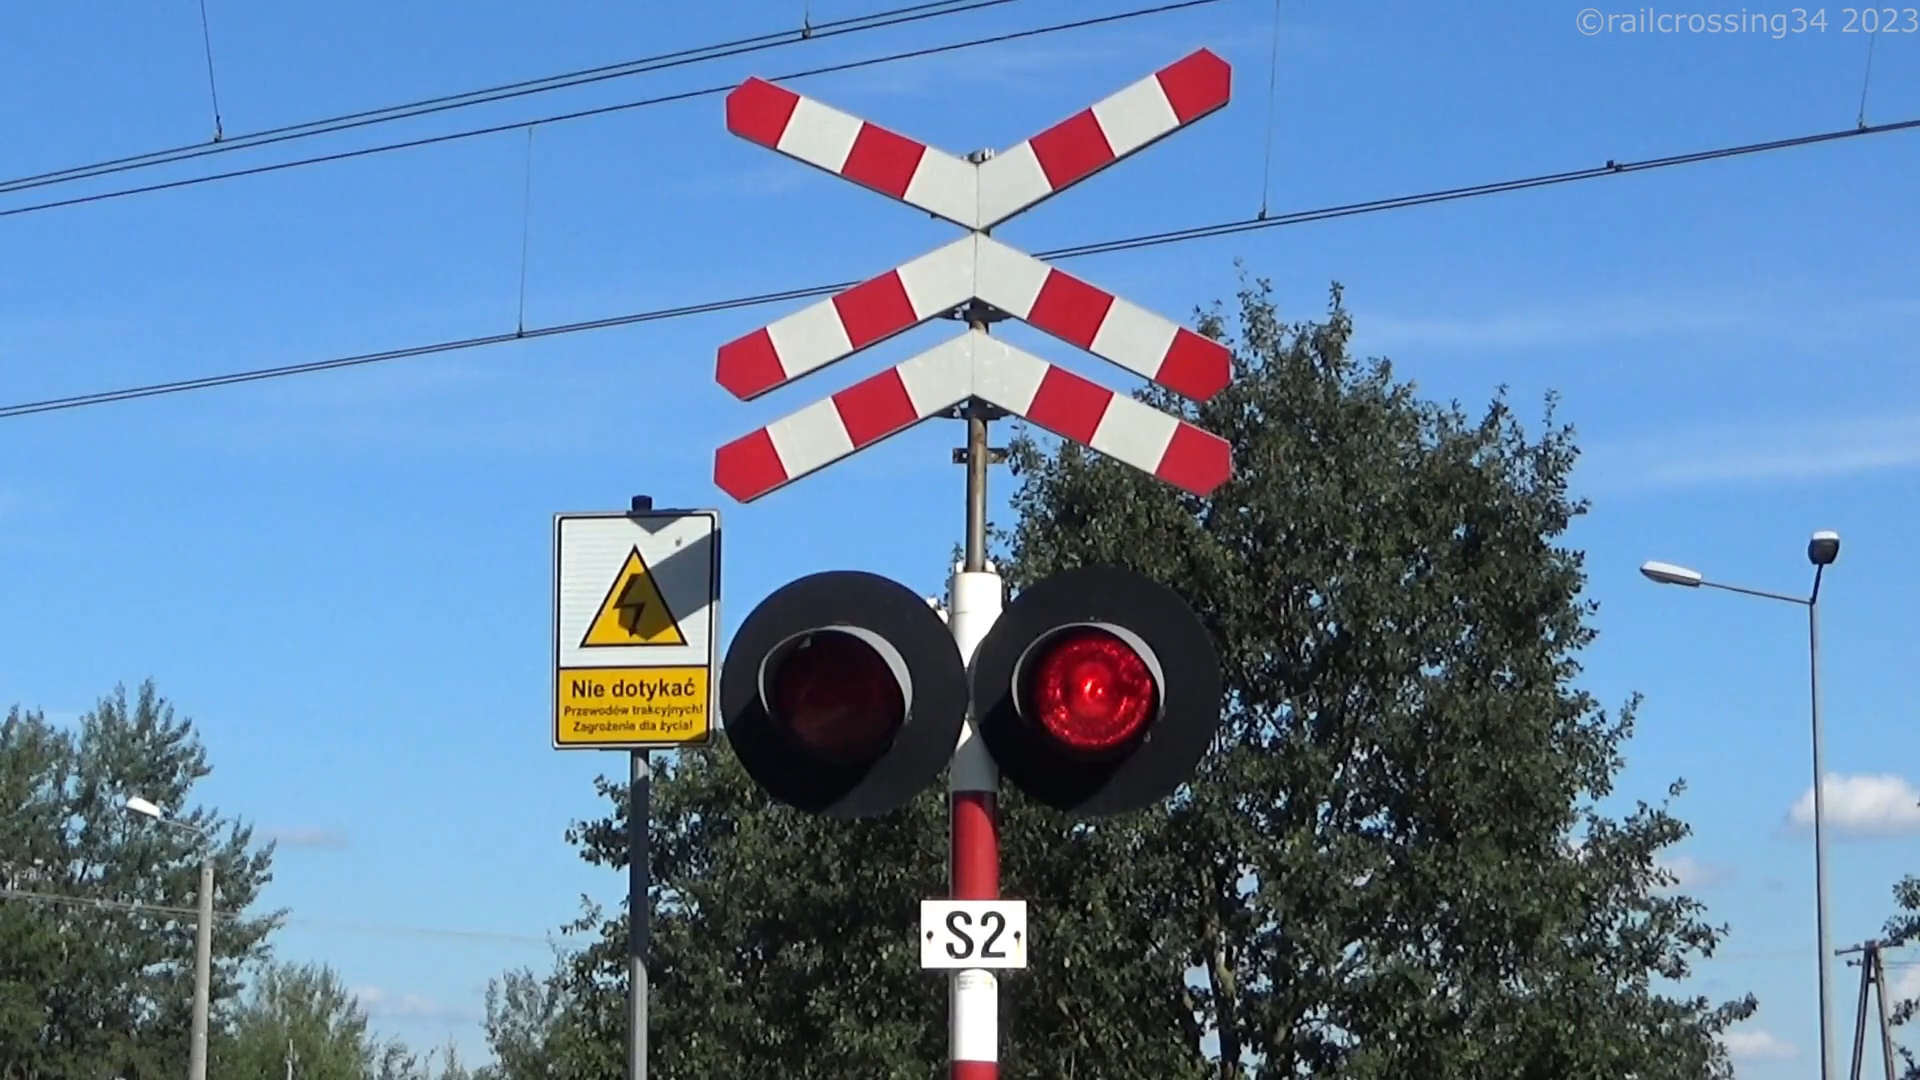 ©railcrossing34 2023
Nie dotykać
Przewodów trakcyjnych!
Zagrożenie dla życia!
S2